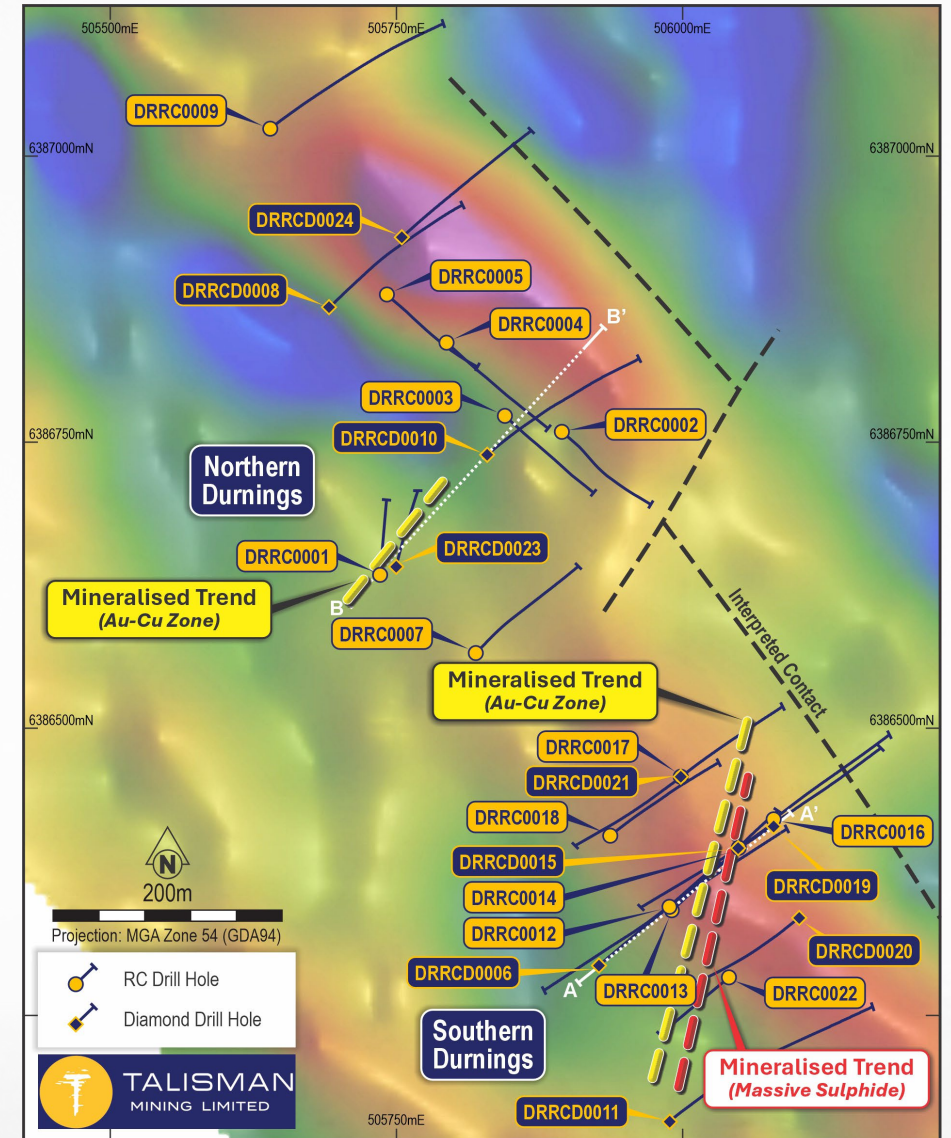 505500mE
505750mE
506000mE
DRRC0009
6387000mN
6387000mN
DRRCD0024
DRRC0005
DRRCD0008
DRRC0004
B'
DRRC0003
DRRC0002
DRRCD0010
6386750mN
6386750mN
Northern
Durnings
DRRC0001
DRRCD0023
Mineralised Trend
(Au-Cu Zone)
B
DRRC0007
Interpreted Contact
Mineralised Trend
(Au-Cu Zone)
6386500mN
6386500mN
DRRC0017
DRRCD0021
DRRC0018
A'
DRRC0016
DRRCD0015
DRRCD0019
DRRC0014
DRRC0012
DRRCD0020
DRRCD0006
A
DRRC0013
DRRC0022
N
200m
Projection: MGA Zone 54 (GDA94)
RC Drill Hole
Diamond Drill Hole
Southern
Durnings
Mineralised Trend
(Massive Sulphide)
TALISMAN
MINING LIMITED
DRRCD0011
505750mE